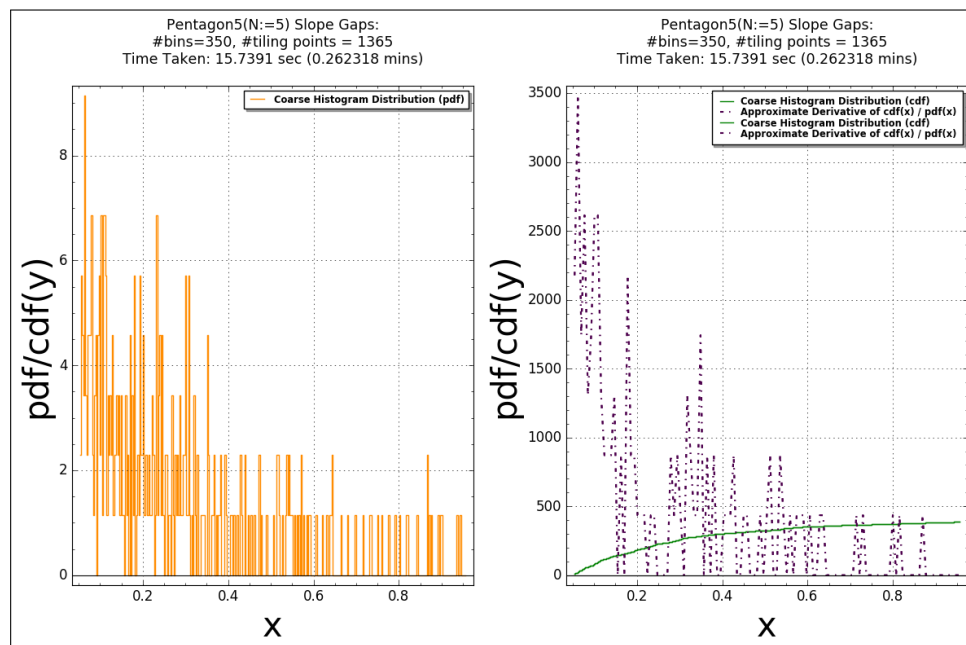 Pentagon5(N:=5) Slope Gaps:
#bins=350, #tiling points = 1365
Time Taken: 15.7391 sec (0.262318 mins)
Coarse Histogram Distribution (pdf)
8
6
4
2
0
0.2
0.4
0.6
0.8
pdf/cdf(y)
x
Pentagon5(N:=5) Slope Gaps:
#bins=350, #tiling points = 1365
Time Taken: 15.7391 sec (0.262318 mins)
Coarse Histogram Distribution (cdf)
Approximate Derivative of cdf(x) / pdf(x)
Coarse Histogram Distribution (cdf)
Approximate Derivative of cdf(x) / pdf(x)
3500
3000
2500
2000
1500
1000
500
0
0.2
0.4
0.6
0.8
pdf/cdf(y)
x